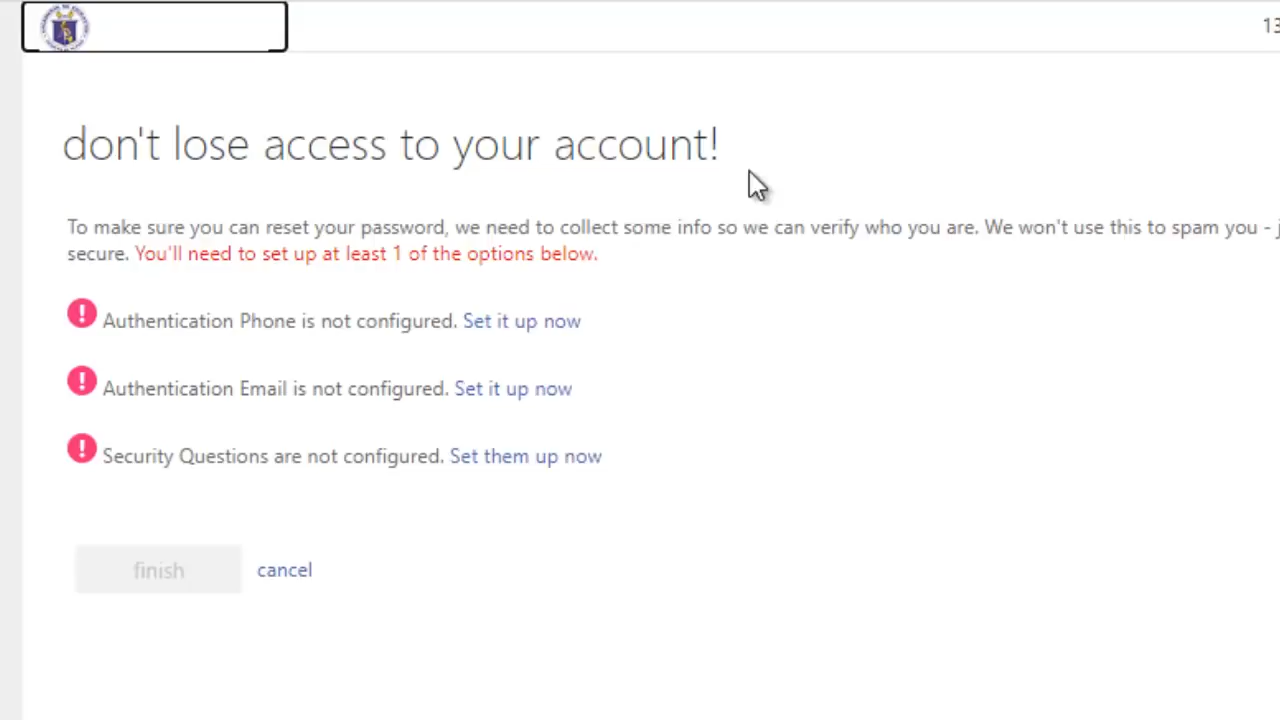 13
don't lose access to your account!
To make sure you can reset your password, we need to collect some info so we can verify who you are. We won't use this to spam you -
secure. You'll need to set up at least 1 of the options below.
Authentication Phone is not configured. Set it up now
Authentication Email is not configured. Set it up now
Security Questions are not configured. Set them up now
finish cancel